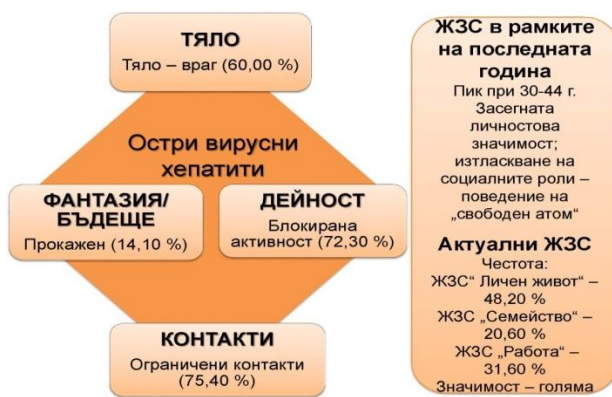 ТЯЛО
Тяло – враг (60,00 %)
Остри вирусни
хепатити
ФАНТАЗИЯ/
БЪДЕЩЕ
Прокажен (14,10 %)
ДЕЙНОСТ
Блокирана
активност (72,30 %)
КОНТАКТИ
Ограничени контакти
(75,40 %)
ЖЗС в рамките
на последната
година
Пик при 30-44 г.
Засегната
личностова
значимост;
изтласкване на
социалните роли –
поведение на
„свободен атом“
Актуални ЖЗС
Честота:
ЖЗС“ Личен живот“ –
48,20 %
ЖЗС „Семейство“ –
20,60 %
ЖЗС „Работа“ –
31,60 %
Значимост – голяма